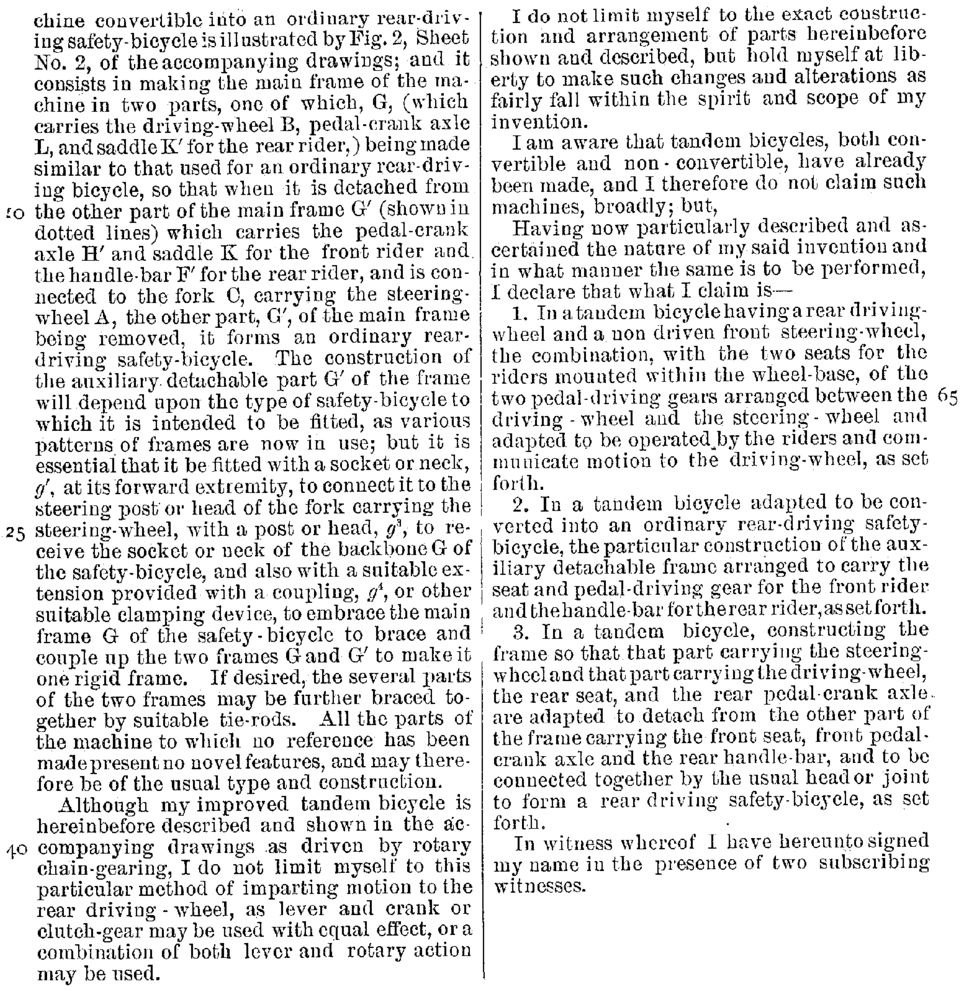 chine convertible into an ordinary rear-driv-
ing safety-bicycle is illustrated by Fig. 2, Sheet
No. 2, of the accompanying drawings; and it
consists in making the main frame of the ma-
chine in two parts, one of which, G, (which
carries the driving-wheel B, pedal-crank axle
L, and saddle K' for the rear rider,) being made
similar to that used for an ordinary rear-driv-
ing bicycle, so that when it is detached from
10 the other part of the main frame G' (shown in
dotted lines) which carries the pedal-crank
axle H' and saddle K for the front rider and
the handle-bar F' for the rear rider, and is con-
nected to the fork C, carrying the steering-
wheel A, the other part, G', of the main frame
being removed, it forms an ordinary rear-
driving safety-bicycle. The construction of
the auxiliary detachable part G' of the frame
will depend upon the type of safety-bicycle to
which it is intended to be fitted, as various
patterns of frames are now in use; but it is
essential that it be fitted with a socket or neck,
g', at its forward extremity, to connect it to the
steering post or head of the fork carrying the
25 steering-wheel, with a post or head, g³, to re-
ceive the socket or neck of the backbone G of
the safety-bicycle, and also with a suitable ex-
tension provided with a coupling, g⁴, or other
suitable clamping device, to embrace the main
frame G of the safety-bicycle to brace and
couple up the two frames G and G' to make it
one rigid frame. If desired, the several parts
of the two frames may be further braced to-
gether by suitable tie-rods. All the parts of
the machine to which no reference has been
made present no novel features, and may there-
fore be of the usual type and construction.
Although my improved tandem bicycle is
hereinbefore described and shown in the ac-
40 companying drawings as driven by rotary
chain-gearing, I do not limit myself to this
particular method of imparting motion to the
rear driving-wheel, as lever and crank or
clutch-gear may be used with equal effect, or a
combination of both lever and rotary action
may be used.
I do not limit myself to the exact construc-
tion and arrangement of parts hereinbefore
shown and described, but hold myself at lib-
erty to make such changes and alterations as
fairly fall within the spirit and scope of my
invention.
I am aware that tandem bicycles, both con-
vertible and non-convertible, have already
been made, and I therefore do not claim such
machines, broadly; but,
Having now particularly described and as-
certained the nature of my said invention and
in what manner the same is to be performed,
I declare that what I claim is—
1. In a tandem bicycle having a rear driving-
wheel and a non driven front steering-wheel,
the combination, with the two seats for the
riders mounted within the wheel-base, of the
two pedal-driving gears arranged between the 65
driving-wheel and the steering-wheel and
adapted to be operated by the riders and com-
municate motion to the driving-wheel, as set
forth.
2. In a tandem bicycle adapted to be con-
verted into an ordinary rear-driving safety-
bicycle, the particular construction of the aux-
iliary detachable frame arranged to carry the
seat and pedal-driving gear for the front rider
and the handle-bar for the rear rider, as set forth.
3. In a tandem bicycle, constructing the
frame so that that part carrying the steering-
wheel and that part carrying the driving-wheel,
the rear seat, and the rear pedal-crank axle
are adapted to detach from the other part of
the frame carrying the front seat, front pedal-
crank axle and the rear handle-bar, and to be
connected together by the usual head or joint
to form a rear driving safety-bicycle, as set
forth.
In witness whereof I have hereunto signed
my name in the presence of two subscribing
witnesses.